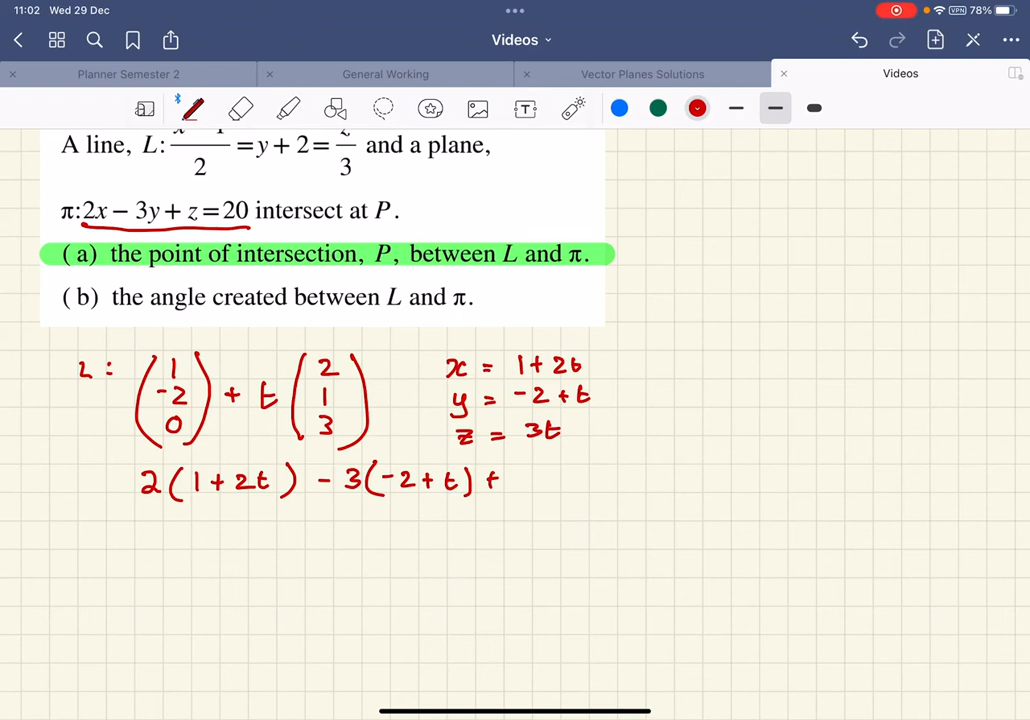 11:02 Wed 29 Dec
VPN 78%
Videos
Planner Semester 2
General Working
Vector Planes Solutions
Videos
A line, L: /2 = y + 2 = /3 and a plane,
π: 2x − 3y + z = 20 intersect at P.
( a ) the point of intersection, P, between L and π.
( b ) the angle created between L and π.
L : (1 -2 0) + t (2 1 3)
x = 1 + 2t
y = -2 + t
z = 3t
2(1 + 2t) - 3(-2 + t) +